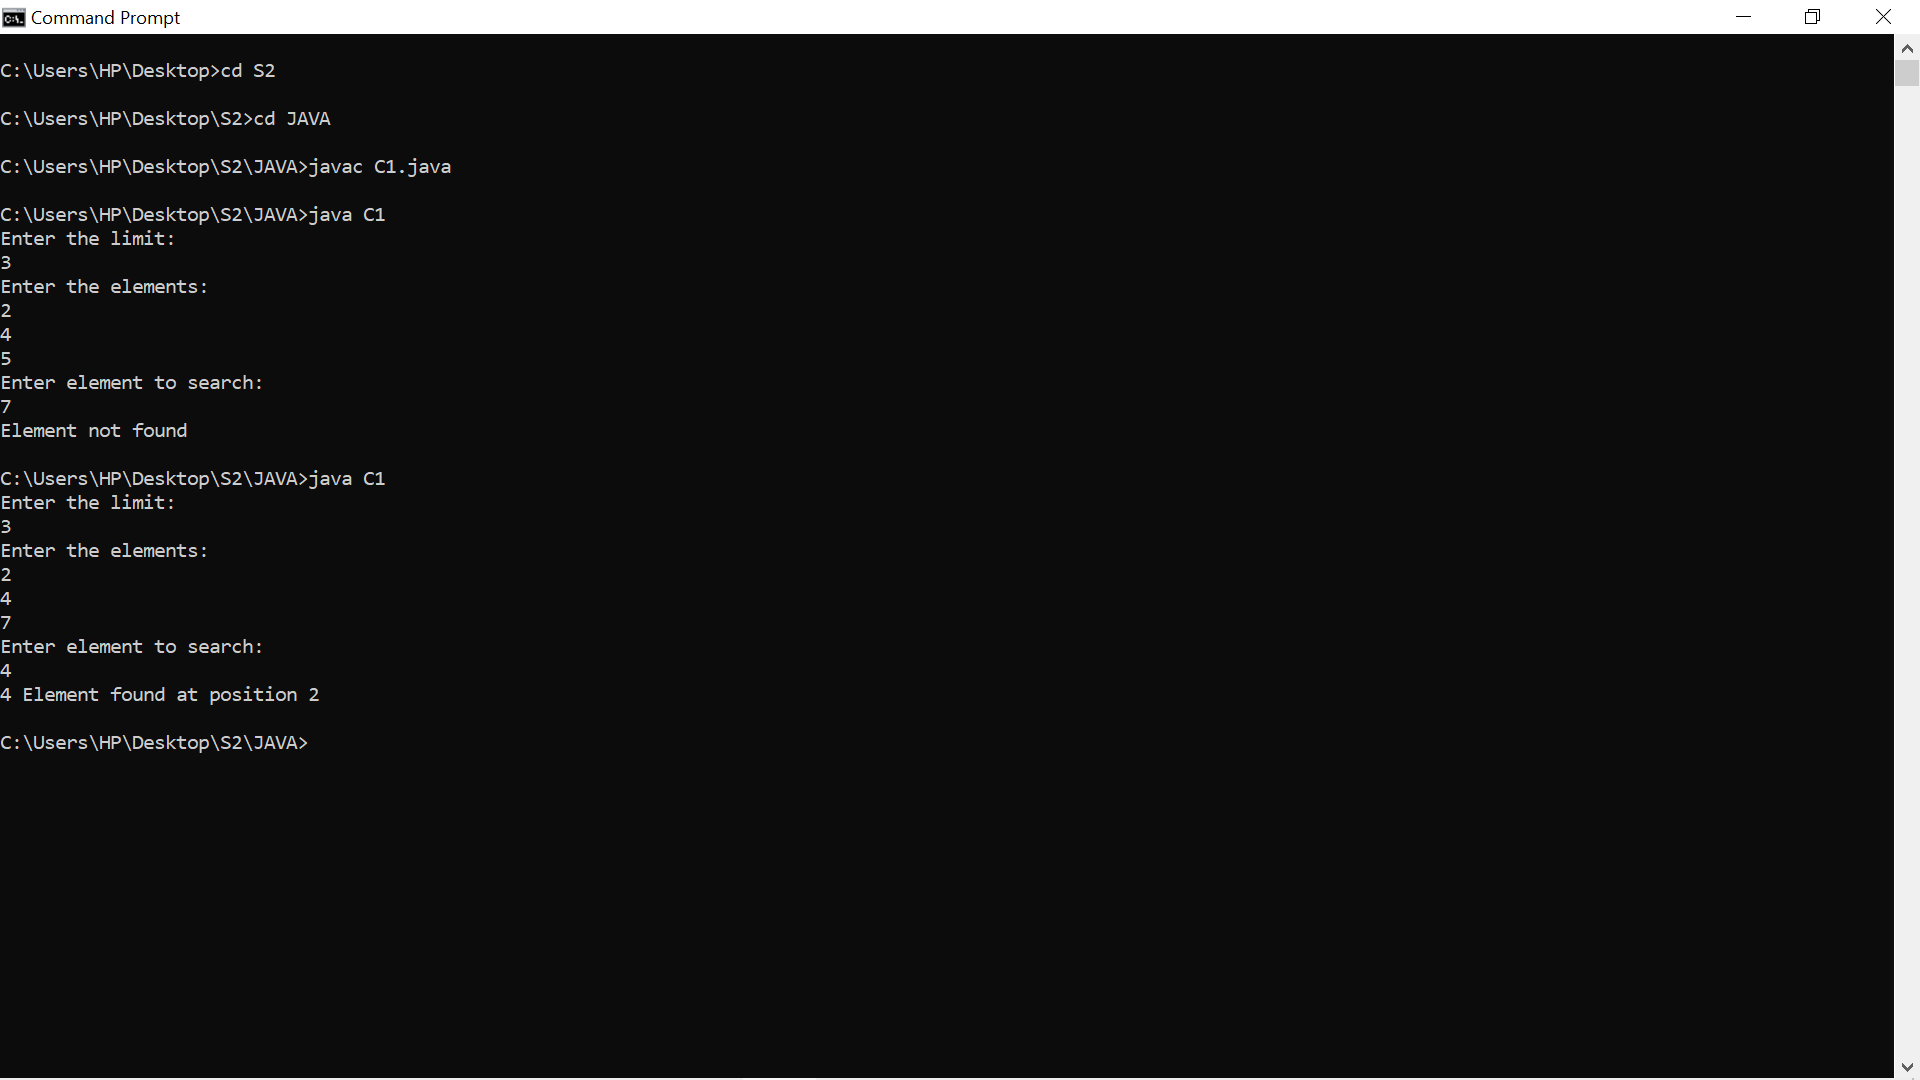 Command Prompt
C:\Users\HP\Desktop>cd S2
C:\Users\HP\Desktop\S2>cd JAVA
C:\Users\HP\Desktop\S2\JAVA>javac C1.java
C:\Users\HP\Desktop\S2\JAVA>java C1
Enter the limit:
3
Enter the elements:
2
4
5
Enter element to search:
7
Element not found
C:\Users\HP\Desktop\S2\JAVA>java C1
Enter the limit:
3
Enter the elements:
2
4
7
Enter element to search:
4
4 Element found at position 2
C:\Users\HP\Desktop\S2\JAVA>